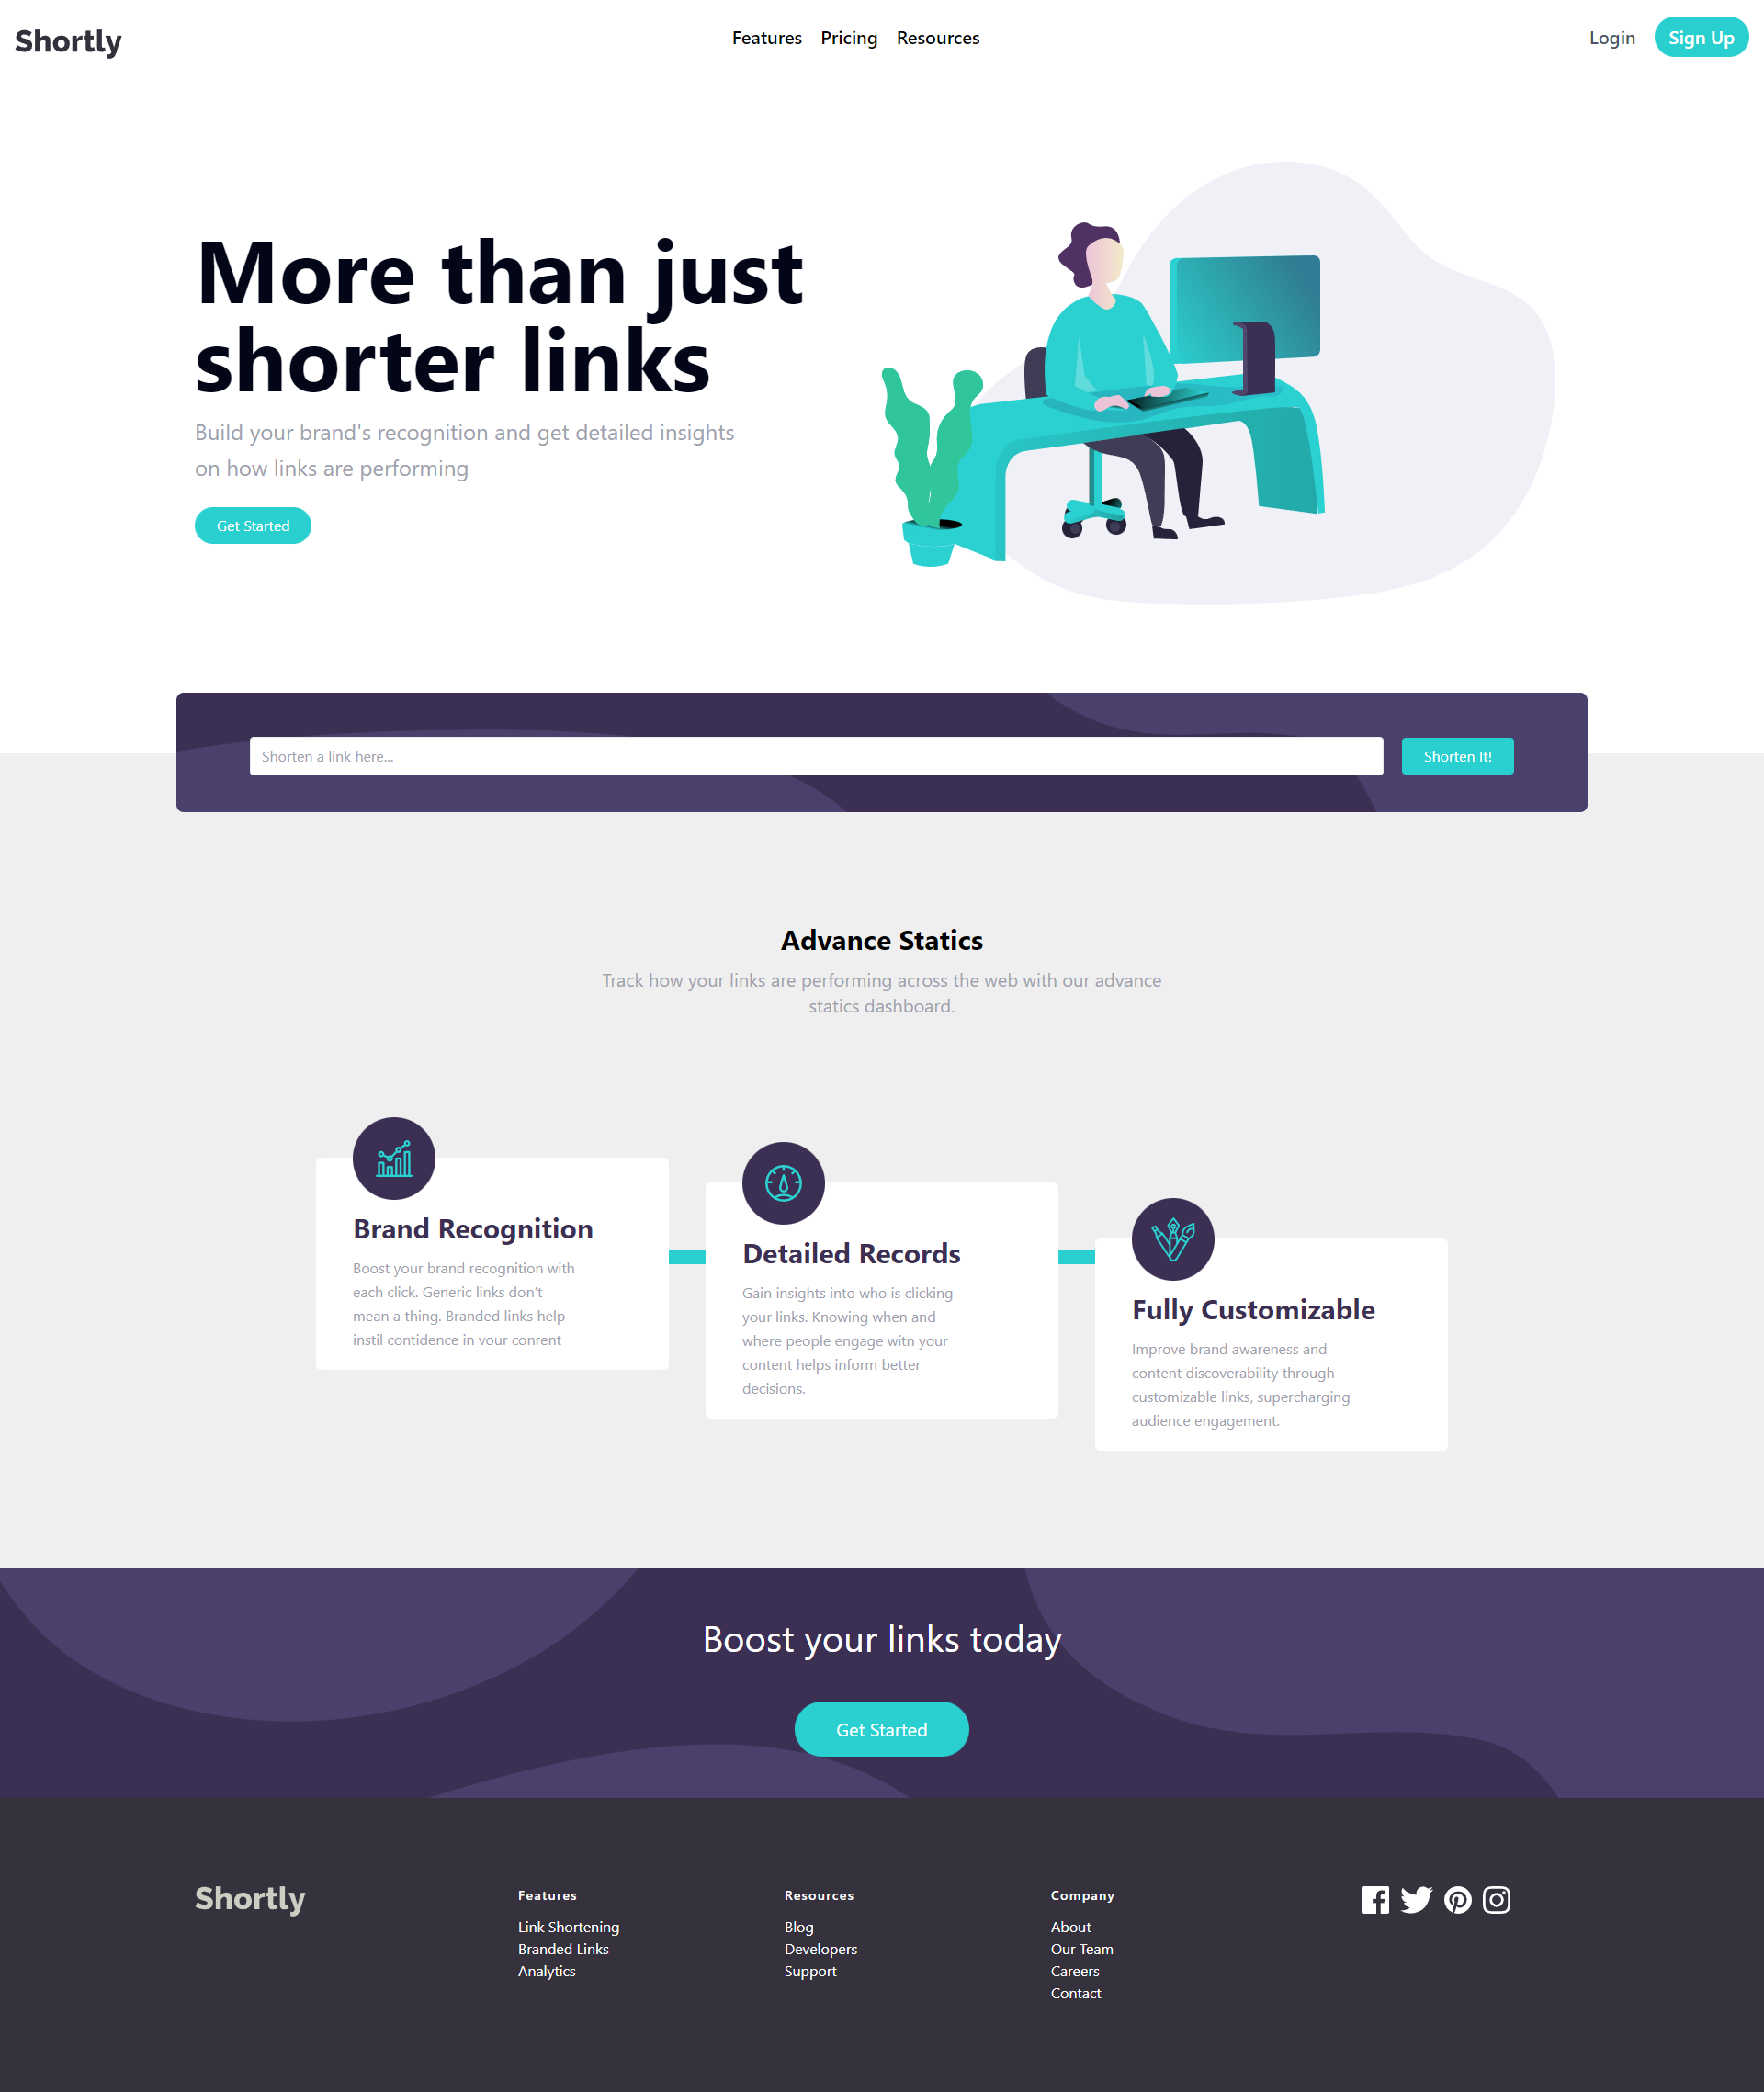 Shortly
Features Pricing Resources
Login Sign Up
More than just
shorter links
Build your brand's recognition and get detailed insights
on how links are performing
Get Started
Shorten a link here...
Shorten It!
Advance Statics
Track how your links are performing across the web with our advance
statics dashboard.
Brand Recognition
Boost your brand recognition with
each click. Generic links don't
mean a thing. Branded links help
instil contidence in vour conrent
Detailed Records
Gain insights into who is clicking
your links. Knowing when and
where people engage witn your
content helps inform better
decisions.
Fully Customizable
Improve brand awareness and
content discoverability through
customizable links, supercharging
audience engagement.
Boost your links today
Get Started
Shortly
Features
Link Shortening
Branded Links
Analytics
Resources
Blog
Developers
Support
Company
About
Our Team
Careers
Contact